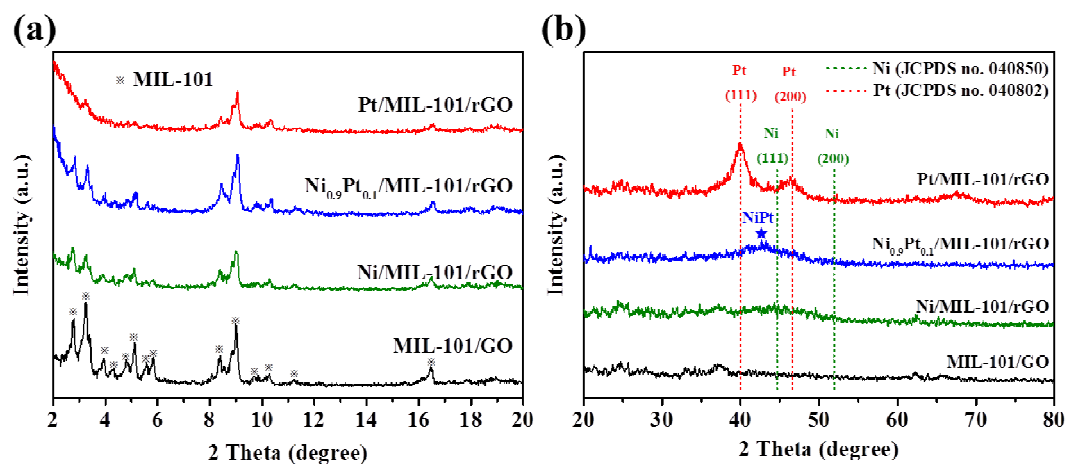 (a)
※ MIL-101
Pt/MIL-101/rGO
Ni0.9Pt0.1/MIL-101/rGO
Ni/MIL-101/rGO
MIL-101/GO
Intensity (a.u.)
2 4 6 8 10 12 14 16 18 20
2 Theta (degree)
(b)
Ni (JCPDS no. 040850)
Pt (JCPDS no. 040802)
Pt
(111)
Pt
(200)
Ni
(111)
Ni
(200)
Pt/MIL-101/rGO
NiPt
★
Ni0.9Pt0.1/MIL-101/rGO
Ni/MIL-101/rGO
MIL-101/GO
Intensity (a.u.)
20 30 40 50 60 70 80
2 Theta (degree)